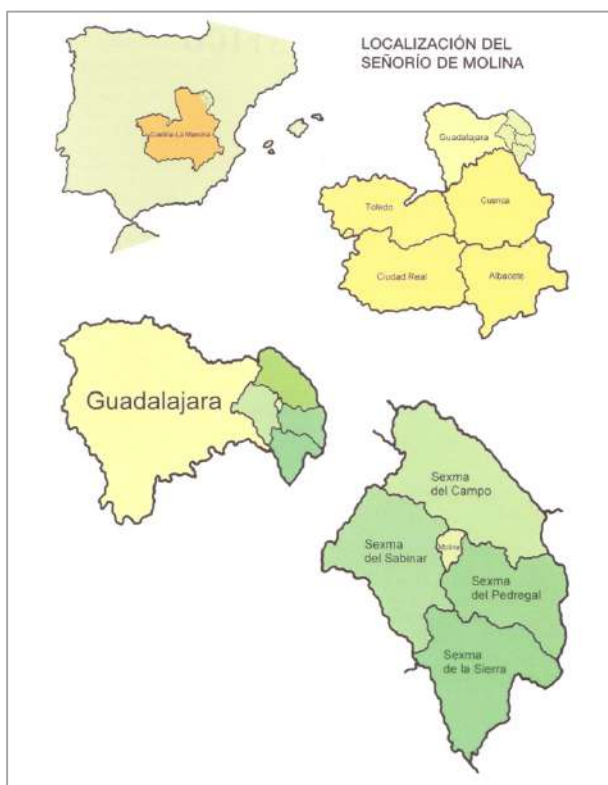 LOCALIZACIÓN DEL
SEÑORÍO DE MOLINA
Castilla-La Mancha
Guadalajara
Toledo
Cuenca
Ciudad Real
Albacete
Guadalajara
Sexma
del Campo
Sexma
del Sabinar
Molina
Sexma
del Pedregal
Sexma
de la Sierra